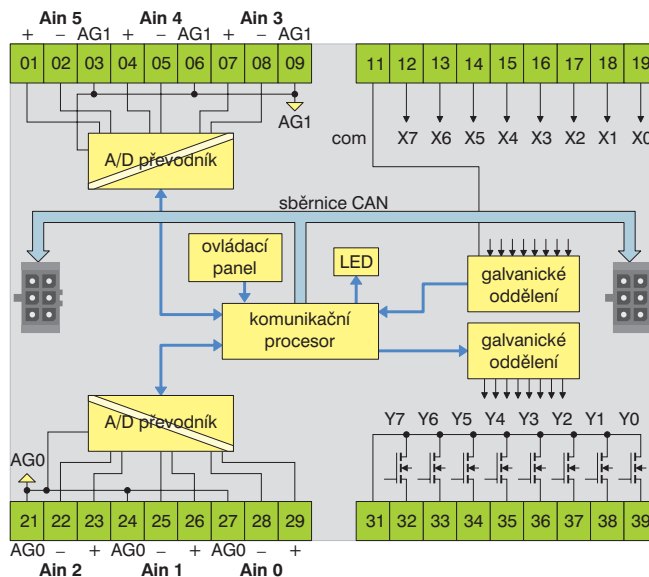 Ain 5 Ain 4 Ain 3
+ – AG1 + – AG1 + – AG1
01 02 03 04 05 06 07 08 09
11 12 13 14 15 16 17 18 19
AG1
com X7 X6 X5 X4 X3 X2 X1 X0
A/D převodník
sběrnice CAN
ovládací
panel
LED
galvanické
oddělení
komunikační
procesor
galvanické
oddělení
A/D převodník
Y7 Y6 Y5 Y4 Y3 Y2 Y1 Y0
AG0
21 22 23 24 25 26 27 28 29
31 32 33 34 35 36 37 38 39
AG0 – + AG0 – + AG0 – +
Ain 2 Ain 1 Ain 0